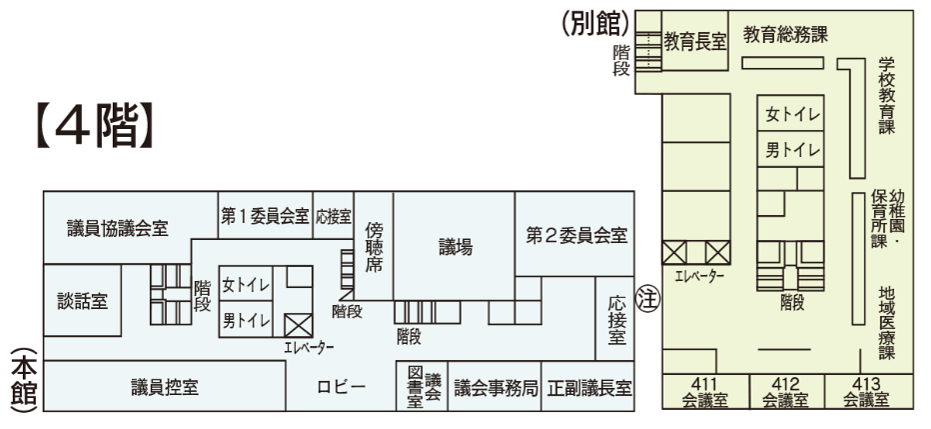 【４階】
（別館）
階段
教育長室
教育総務課
学校教育課
女トイレ
男トイレ
幼稚園・
保育所課
エレベーター
階段
地域医療課
411
会議室
412
会議室
413
会議室
（本館）
議員協議会室
第１委員会室
応接室
傍聴席
議場
第２委員会室
談話室
階段
女トイレ
男トイレ
エレベーター
階段
階段
応接室
注
議員控室
ロビー
議会
図書室
議会事務局
正副議長室